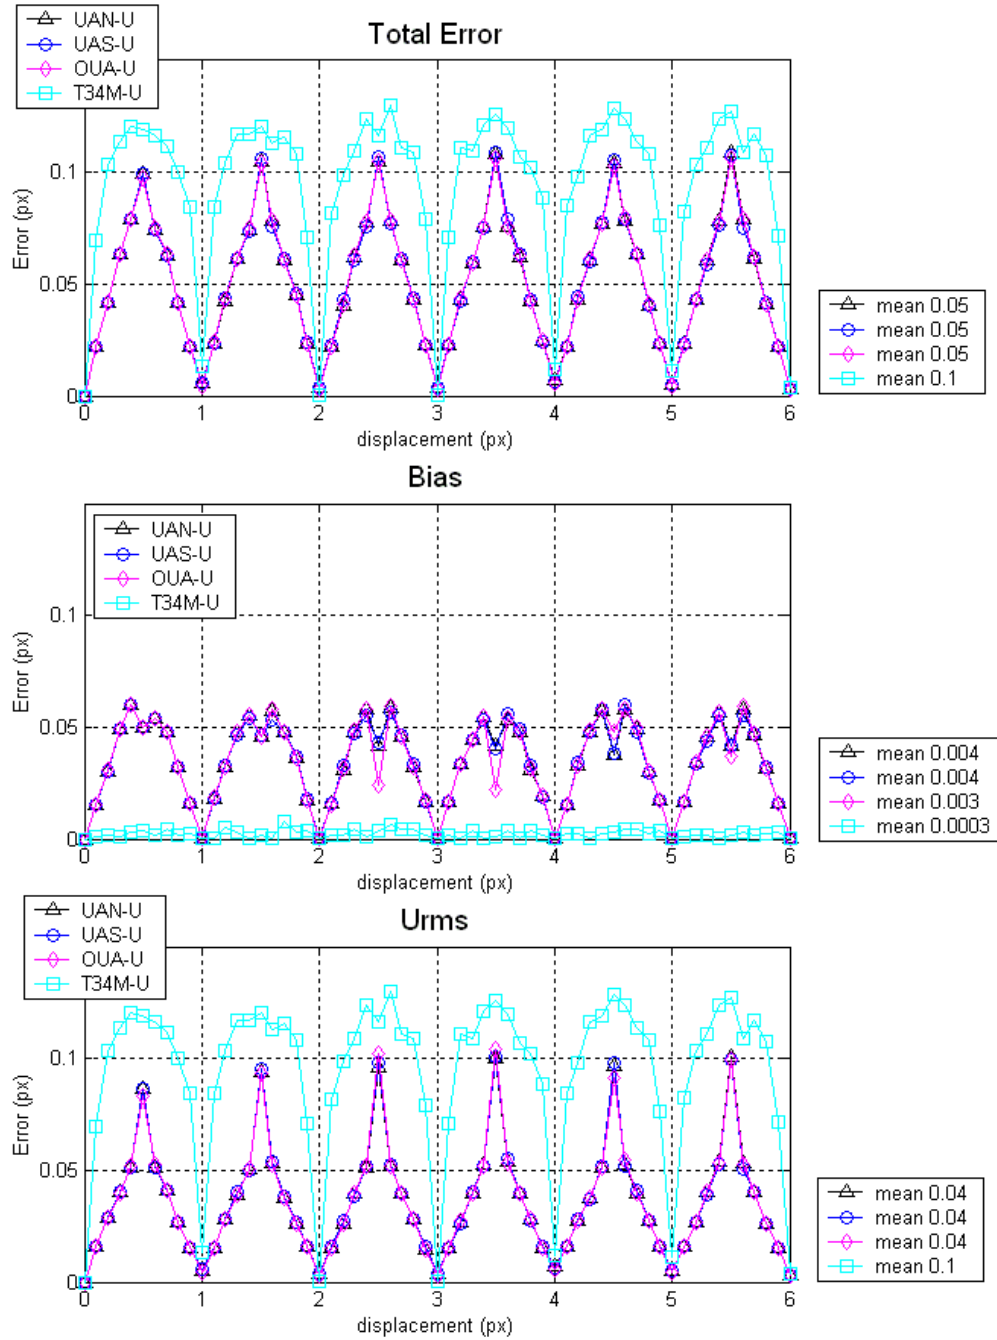 Total Error
UAN-U
UAS-U
OUA-U
T34M-U
0.1
0.05
0
Error (px)
0 1 2 3 4 5 6
displacement (px)
mean 0.05
mean 0.05
mean 0.05
mean 0.1
Bias
UAN-U
UAS-U
OUA-U
T34M-U
0.1
0.05
0
Error (px)
0 1 2 3 4 5 6
displacement (px)
mean 0.004
mean 0.004
mean 0.003
mean 0.0003
Urms
UAN-U
UAS-U
OUA-U
T34M-U
0.1
0.05
0
Error (px)
0 1 2 3 4 5 6
displacement (px)
mean 0.04
mean 0.04
mean 0.04
mean 0.1